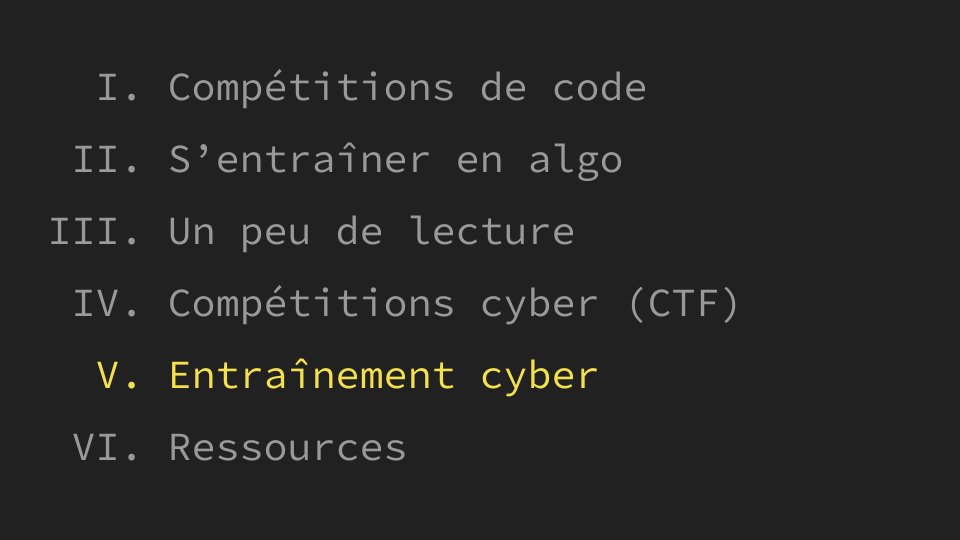 I. Compétitions de code
II. S’entraîner en algo
III. Un peu de lecture
IV. Compétitions cyber (CTF)
V. Entraînement cyber
VI. Ressources